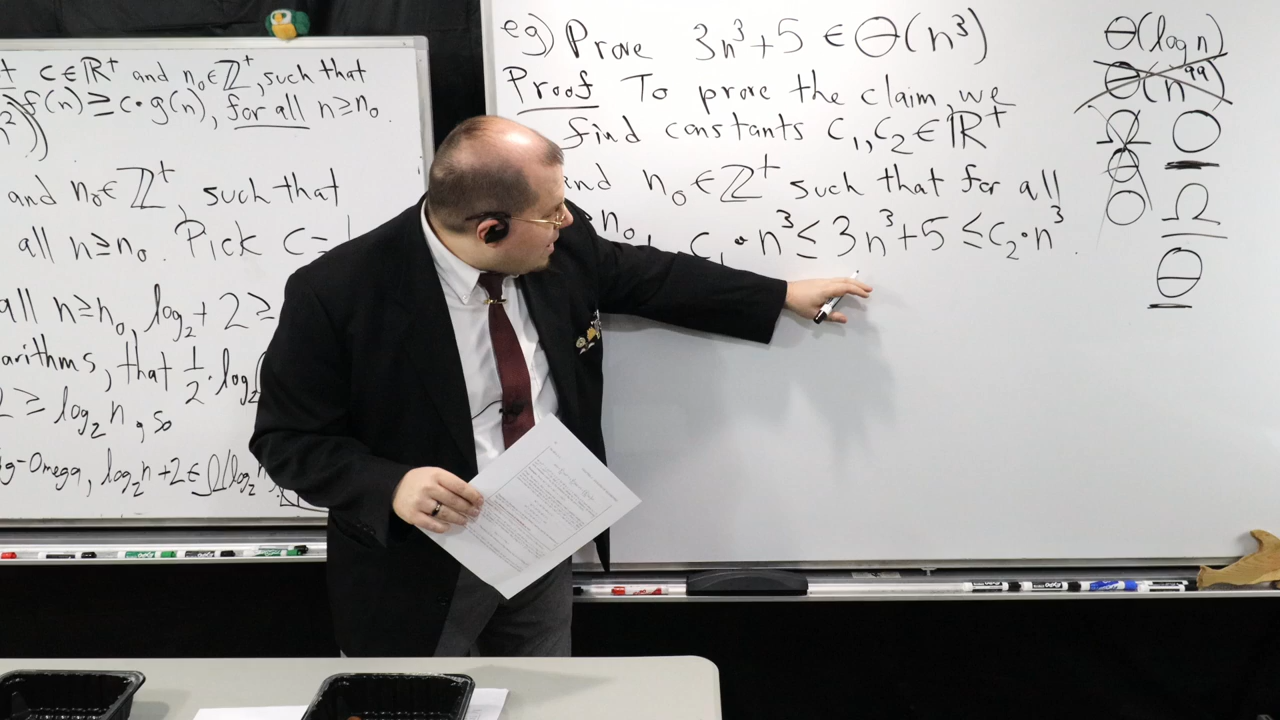 c∈ℝ⁺ and n₀∈ℤ⁺, such that
f(n) ≥ c·g(n), for all n≥n₀.
and n₀∈ℤ⁺, such that
all n≥n₀. Pick c=
all n≥n₀, log₂+2≥
arithms, that 1/2·log₂
2≥ log₂n, so
ig-Omega, log₂n+2∈Ω(log₂n
eg) Prove 3n³+5 ∈ Θ(n³)
Proof To prove the claim, we
find constants c₁,c₂∈ℝ⁺
and n₀∈ℤ⁺ such that for all
n₀
c₁·n³≤3n³+5≤c₂·n³.
Θ(log n)
Θ(n⁹⁹)
Ω O
Θ
O Ω
Θ